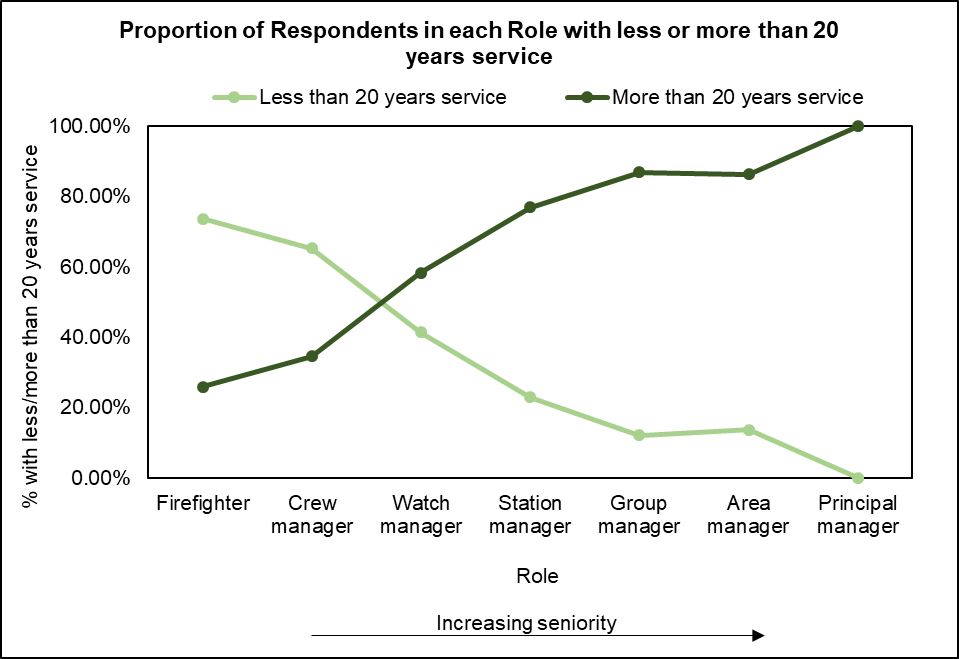 Proportion of Respondents in each Role with less or more than 20
years service
Less than 20 years service
More than 20 years service
% with less/more than 20 years service
100.00%
80.00%
60.00%
40.00%
20.00%
0.00%
Firefighter
Crew
manager
Watch
manager
Station
manager
Group
manager
Area
manager
Principal
manager
Role
Increasing seniority